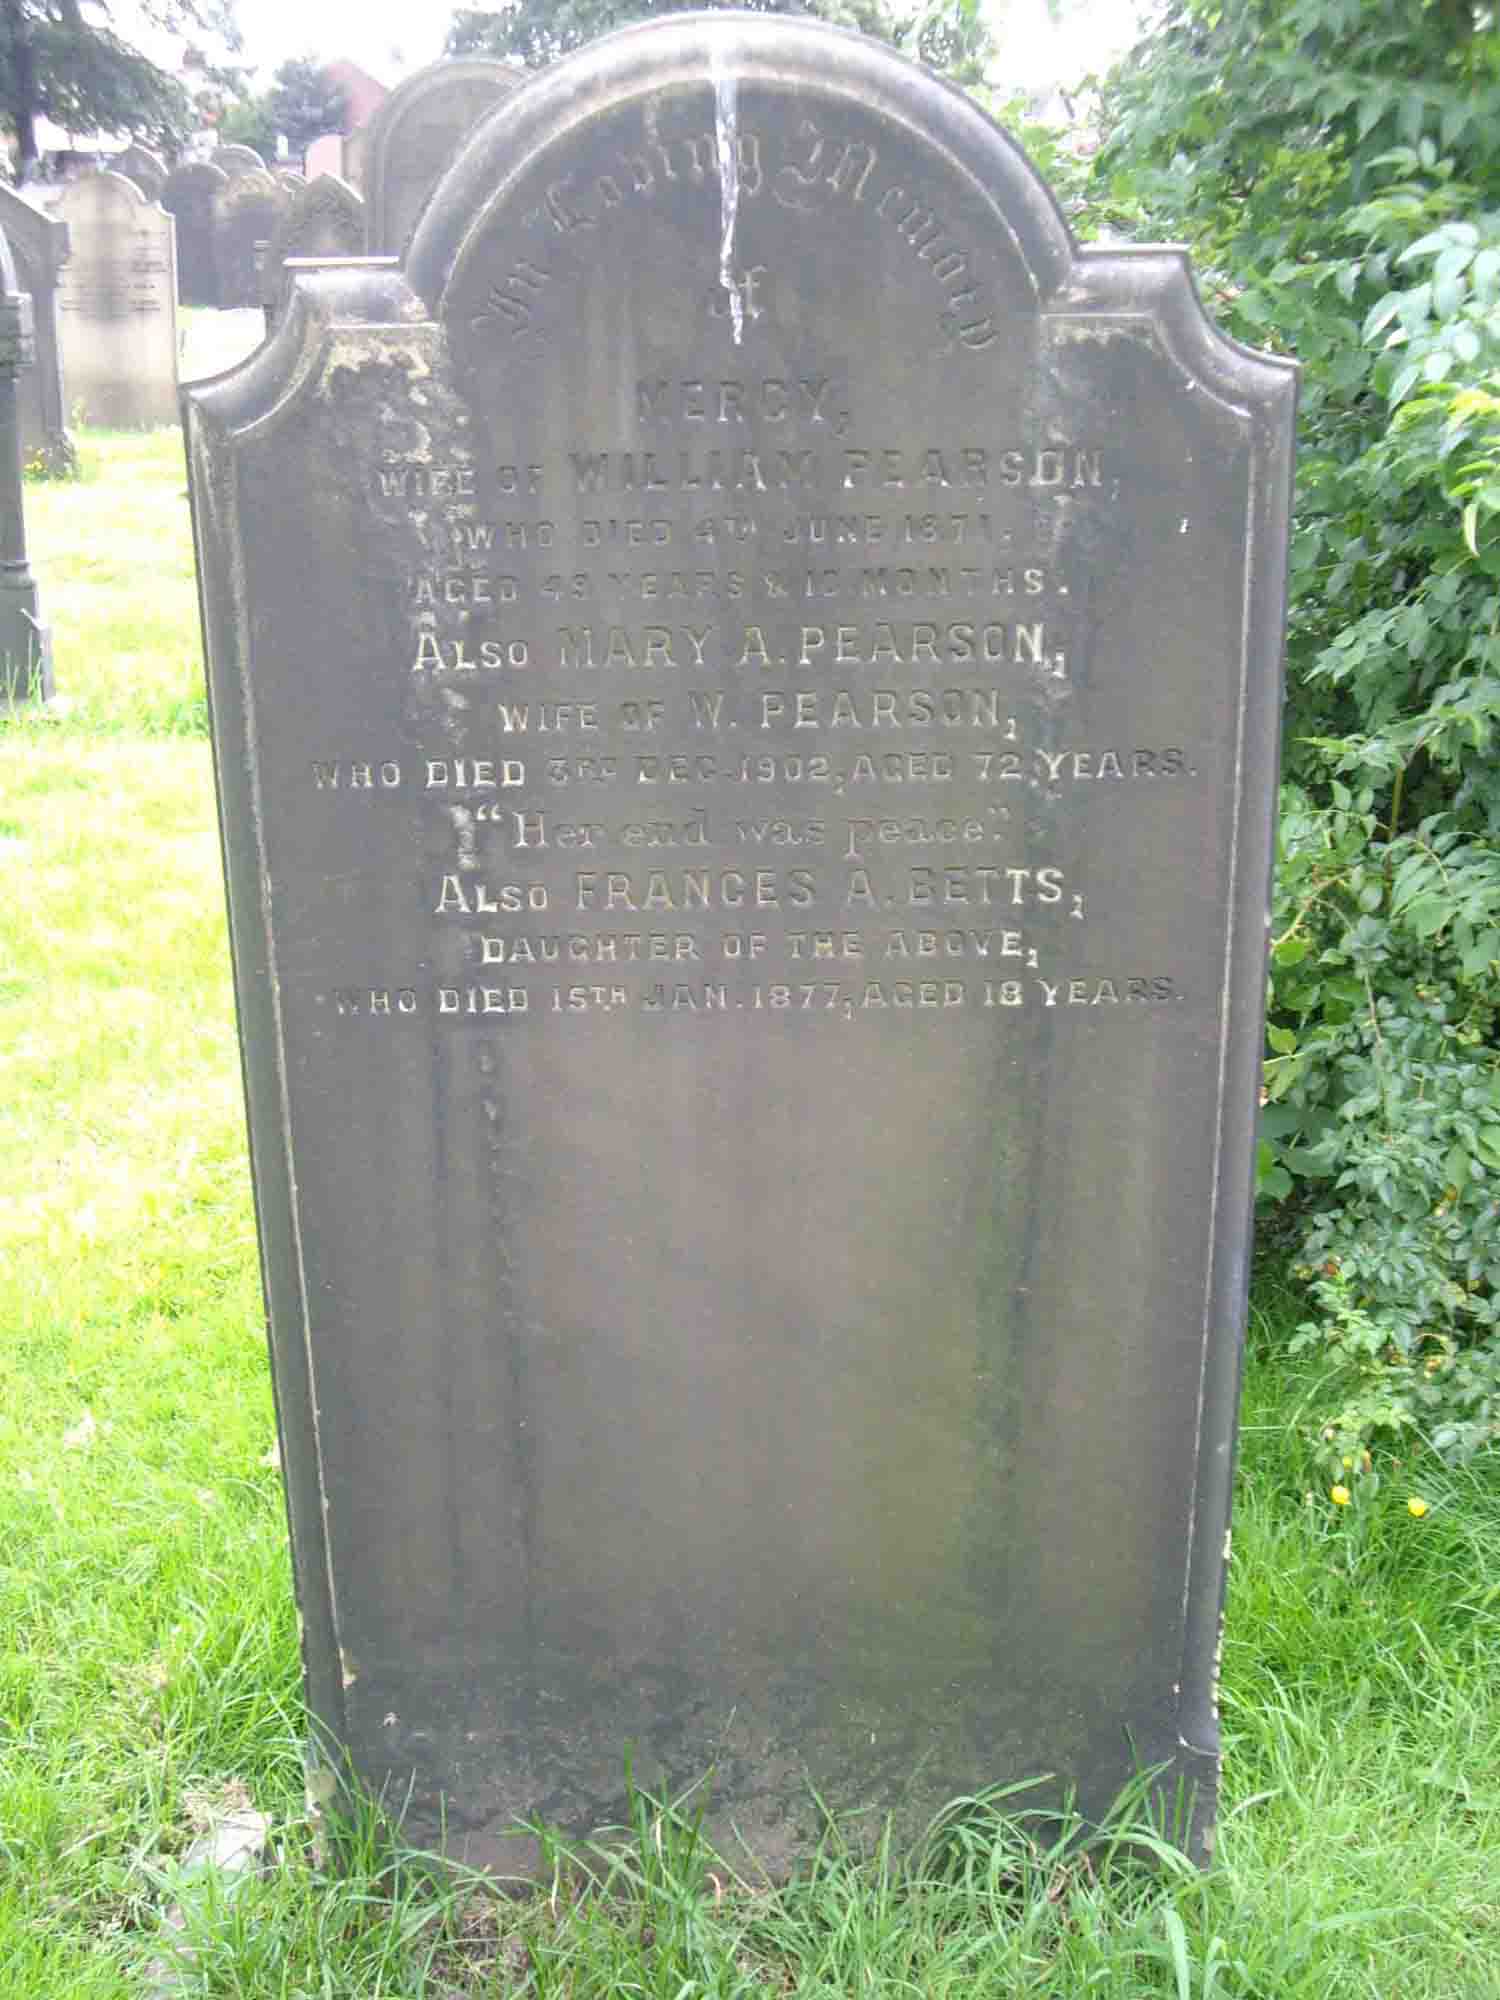 In Loving Memory
of
MERCY,
WIFE OF WILLIAM PEARSON,
WHO DIED 4TH JUNE 1871.
AGED 49 YEARS & 10 MONTHS.
ALSO MARY A. PEARSON,
WIFE OF W. PEARSON,
WHO DIED 3RD DEC. 1902, AGED 72 YEARS.
"Her end was peace."
ALSO FRANCES A. BETTS,
DAUGHTER OF THE ABOVE,
WHO DIED 15TH JAN. 1877, AGED 18 YEARS.